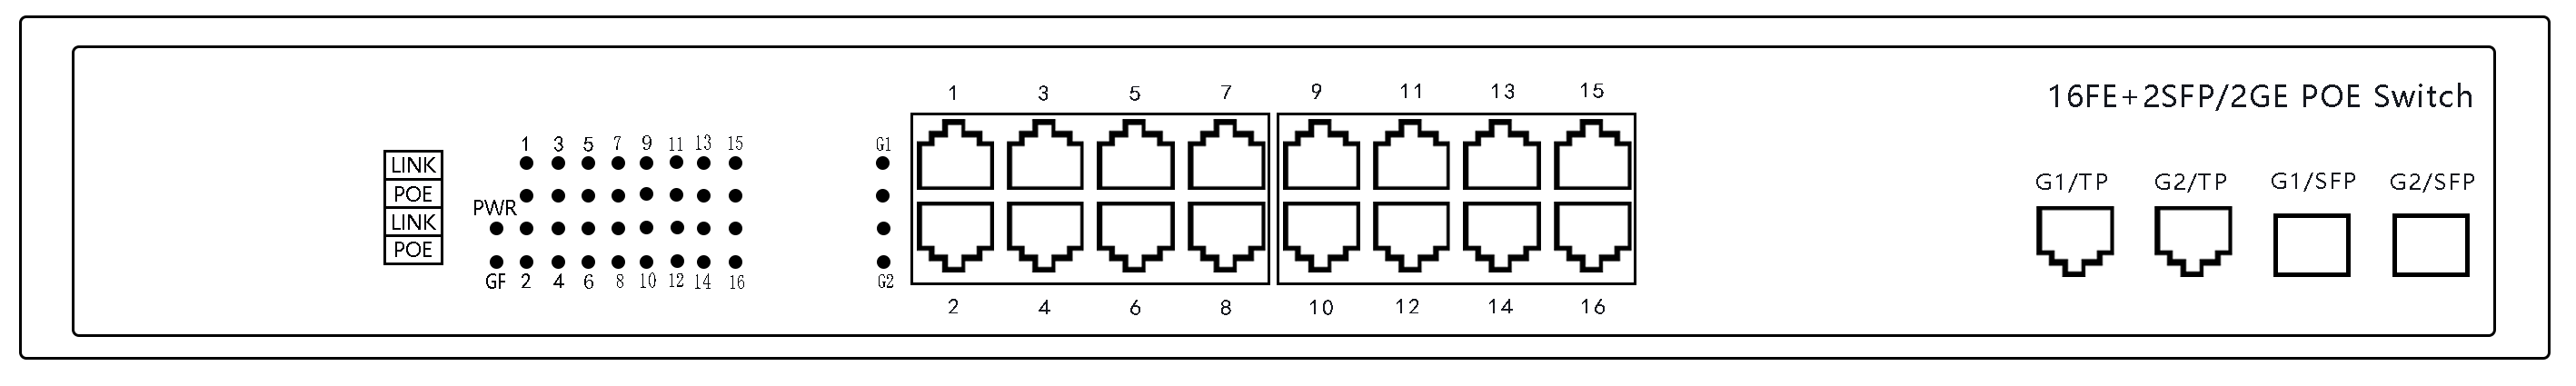 1 3 5 7 9 11 13 15
16FE+2SFP/2GE POE Switch
1 3 5 7 9 11 13 15 G1
LINK
POE
LINK
POE
PWR
G1/TP G2/TP G1/SFP G2/SFP
GF 2 4 6 8 10 12 14 16 G2
2 4 6 8 10 12 14 16